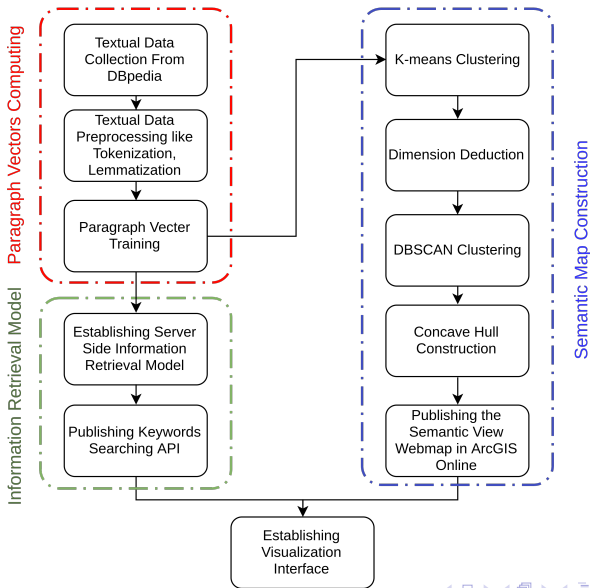 Paragraph Vectors Computing
Textual Data
Collection From
DBpedia
Textual Data
Preprocessing like
Tokenization,
Lemmatization
Paragraph Vecter
Training
Information Retrieval Model
Establishing Server
Side Information
Retrieval Model
Publishing Keywords
Searching API
K-means Clustering
Dimension Deduction
DBSCAN Clustering
Concave Hull
Construction
Publishing the
Semantic View
Webmap in ArcGIS
Online
Semantic Map Construction
Establishing
Visualization
Interface